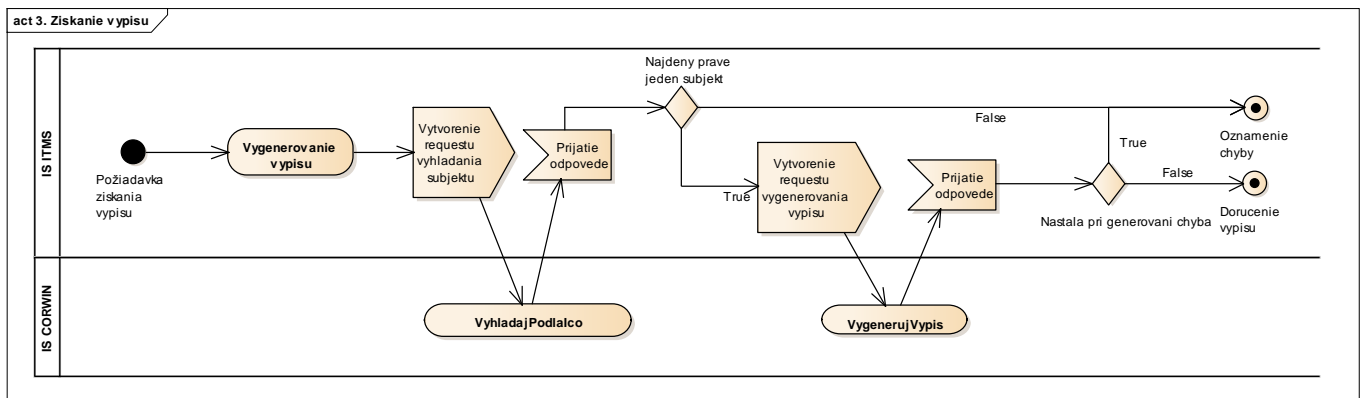 act 3. Ziskanie vypisu
IS ITMS
Požiadavka
ziskania
vypisu
Vygenerovanie
vypisu
Vytvorenie
requestu
vyhladania
subjektu
Prijatie
odpovede
Najdeny prave
jeden subjekt
False
True
Vytvorenie
requestu
vygenerovania
vypisu
Prijatie
odpovede
Nastala pri generovani chyba
True
False
Oznamenie
chyby
Dorucenie
vypisu
IS CORWIN
VyhladajPodlaIco
VygenerujVypis